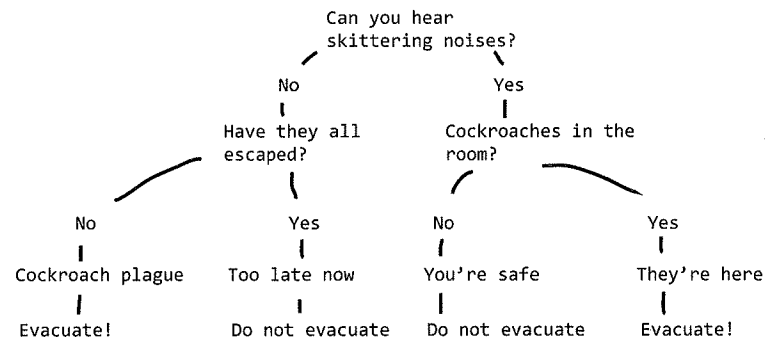 Can you hear
skittering noises?
No
Yes
Have they all
escaped?
Cockroaches in the
room?
No
Yes
No
Yes
Cockroach plague
Too late now
You're safe
They're here
Evacuate!
Do not evacuate
Do not evacuate
Evacuate!